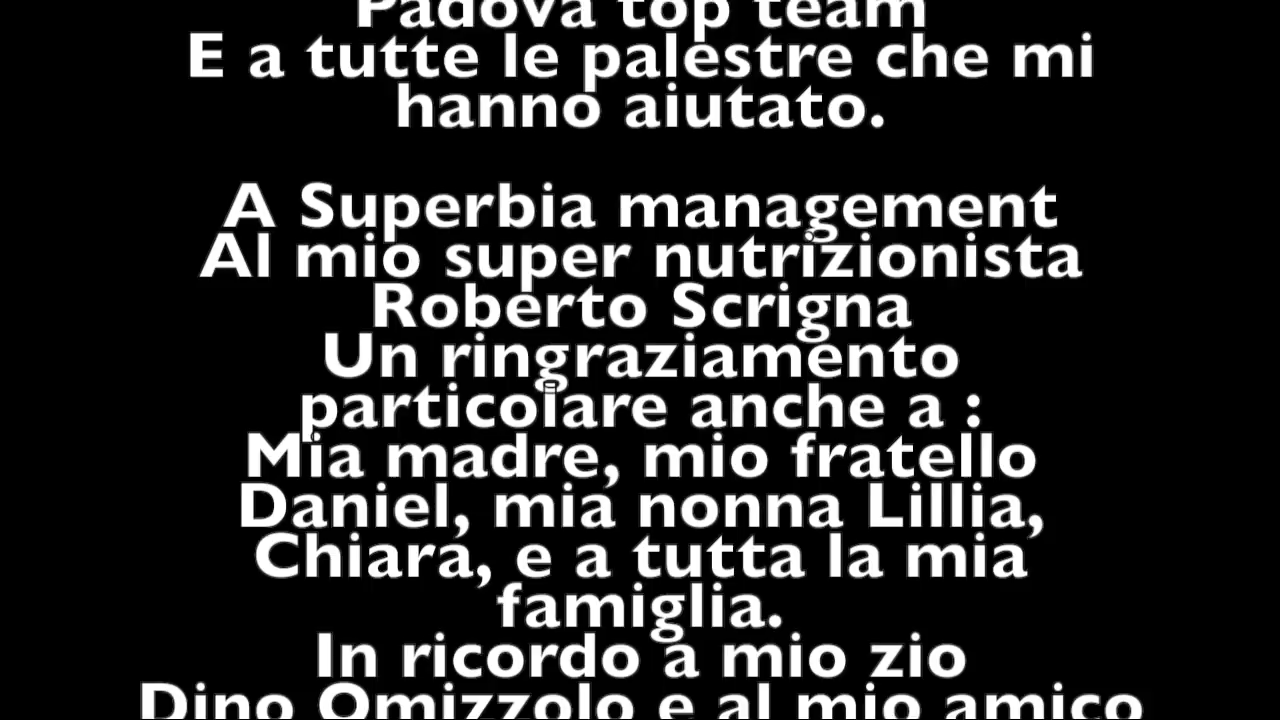 Padova top team
E a tutte le palestre che mi
hanno aiutato.
A Superbia management
Al mio super nutrizionista
Roberto Scrigna
Un ringraziamento
particolare anche a :
Mia madre, mio fratello
Daniel, mia nonna Lillia,
Chiara, e a tutta la mia
famiglia.
In ricordo a mio zio
Dino Omizzolo e al mio amico